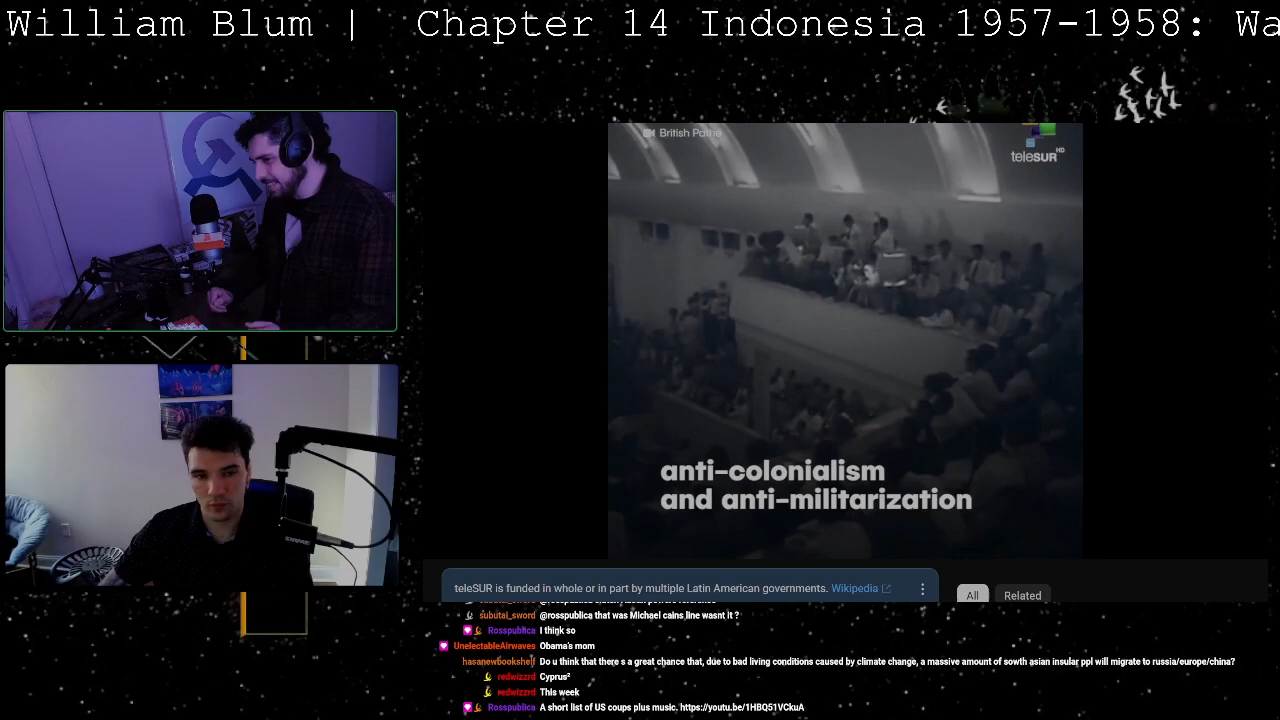 William Blum | Chapter 14 Indonesia 1957-1958: Wa
British Pathe
teleSUR HD
anti-colonialism
and anti-militarization
teleSUR is funded in whole or in part by multiple Latin American governments. Wikipedia
All Related
subutal_sword @rosspublica that was Michael cains line wasnt it ?
Rosspublica I think so
UnelectableAirwaves Obama's mom
hasanewbookshelf Do u think that there s a great chance that, due to bad living conditions caused by climate change, a massive amount of sowth asian insular ppl will migrate to russia/europe/china?
redwizzrd Cyprus²
redwizzrd This week
Rosspublica A short list of US coups plus music. https://youtu.be/1HBQ51VCkuA